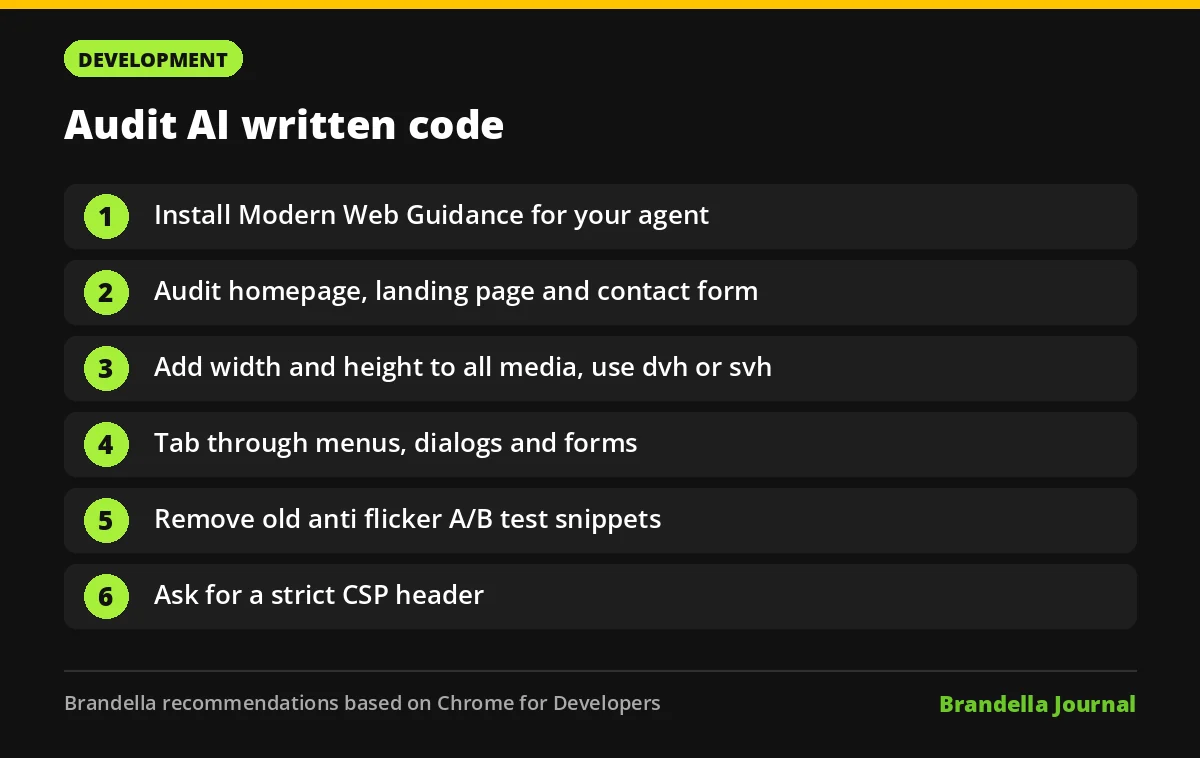 DEVELOPMENT
Audit AI written code
1 Install Modern Web Guidance for your agent
2 Audit homepage, landing page and contact form
3 Add width and height to all media, use dvh or svh
4 Tab through menus, dialogs and forms
5 Remove old anti flicker A/B test snippets
6 Ask for a strict CSP header
Brandella recommendations based on Chrome for Developers
Brandella Journal